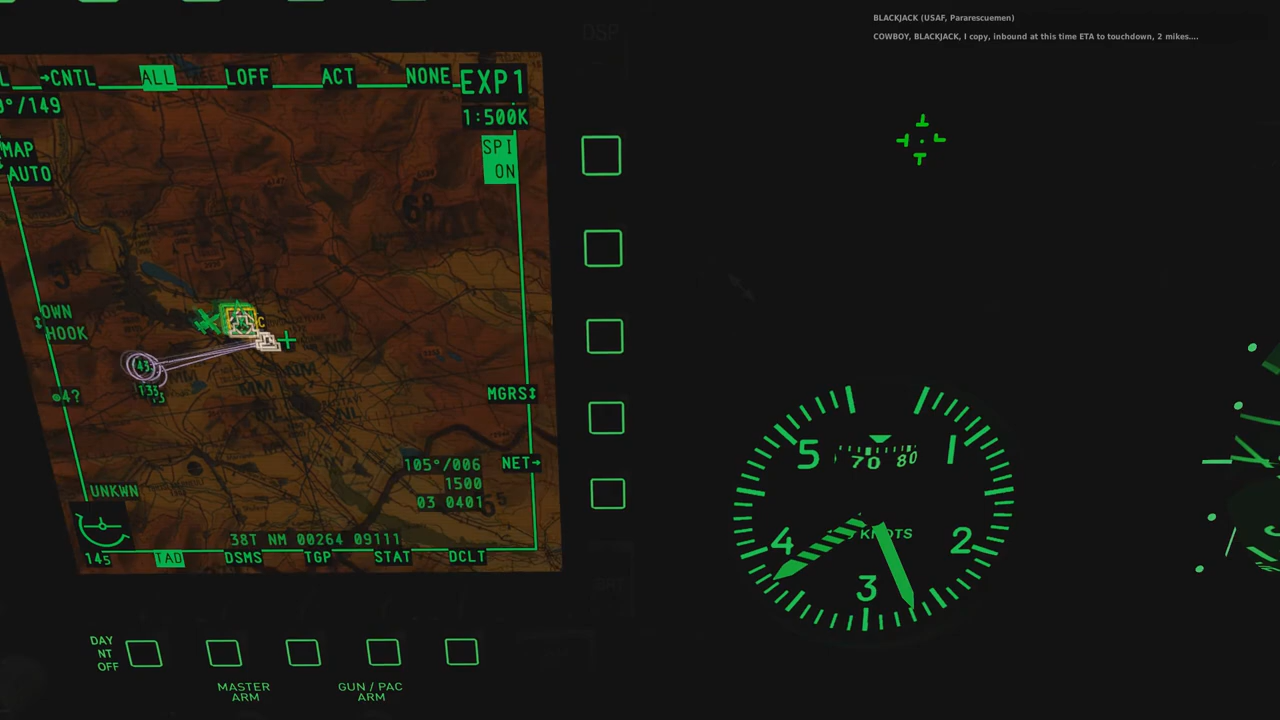 BLACKJACK (USAF, Pararescuemen)
COWBOY, BLACKJACK, I copy, inbound at this time ETA to touchdown, 2 mikes....
DSP
L →CNTL ALL LOFF ACT NONE EXP1
0°/149
1:500K
MAP
AUTO
SPI
ON
OWN
HOOK
4?
MGRS↕
105°/006
1500
03 0401
NET→
UNKWN
38T NM 00264 09111
145 TAD DSMS TGP STAT DCLT
DAY
NT
OFF
MASTER
ARM
GUN / PAC
ARM
5 70 80 1
4 KNOTS 2
3